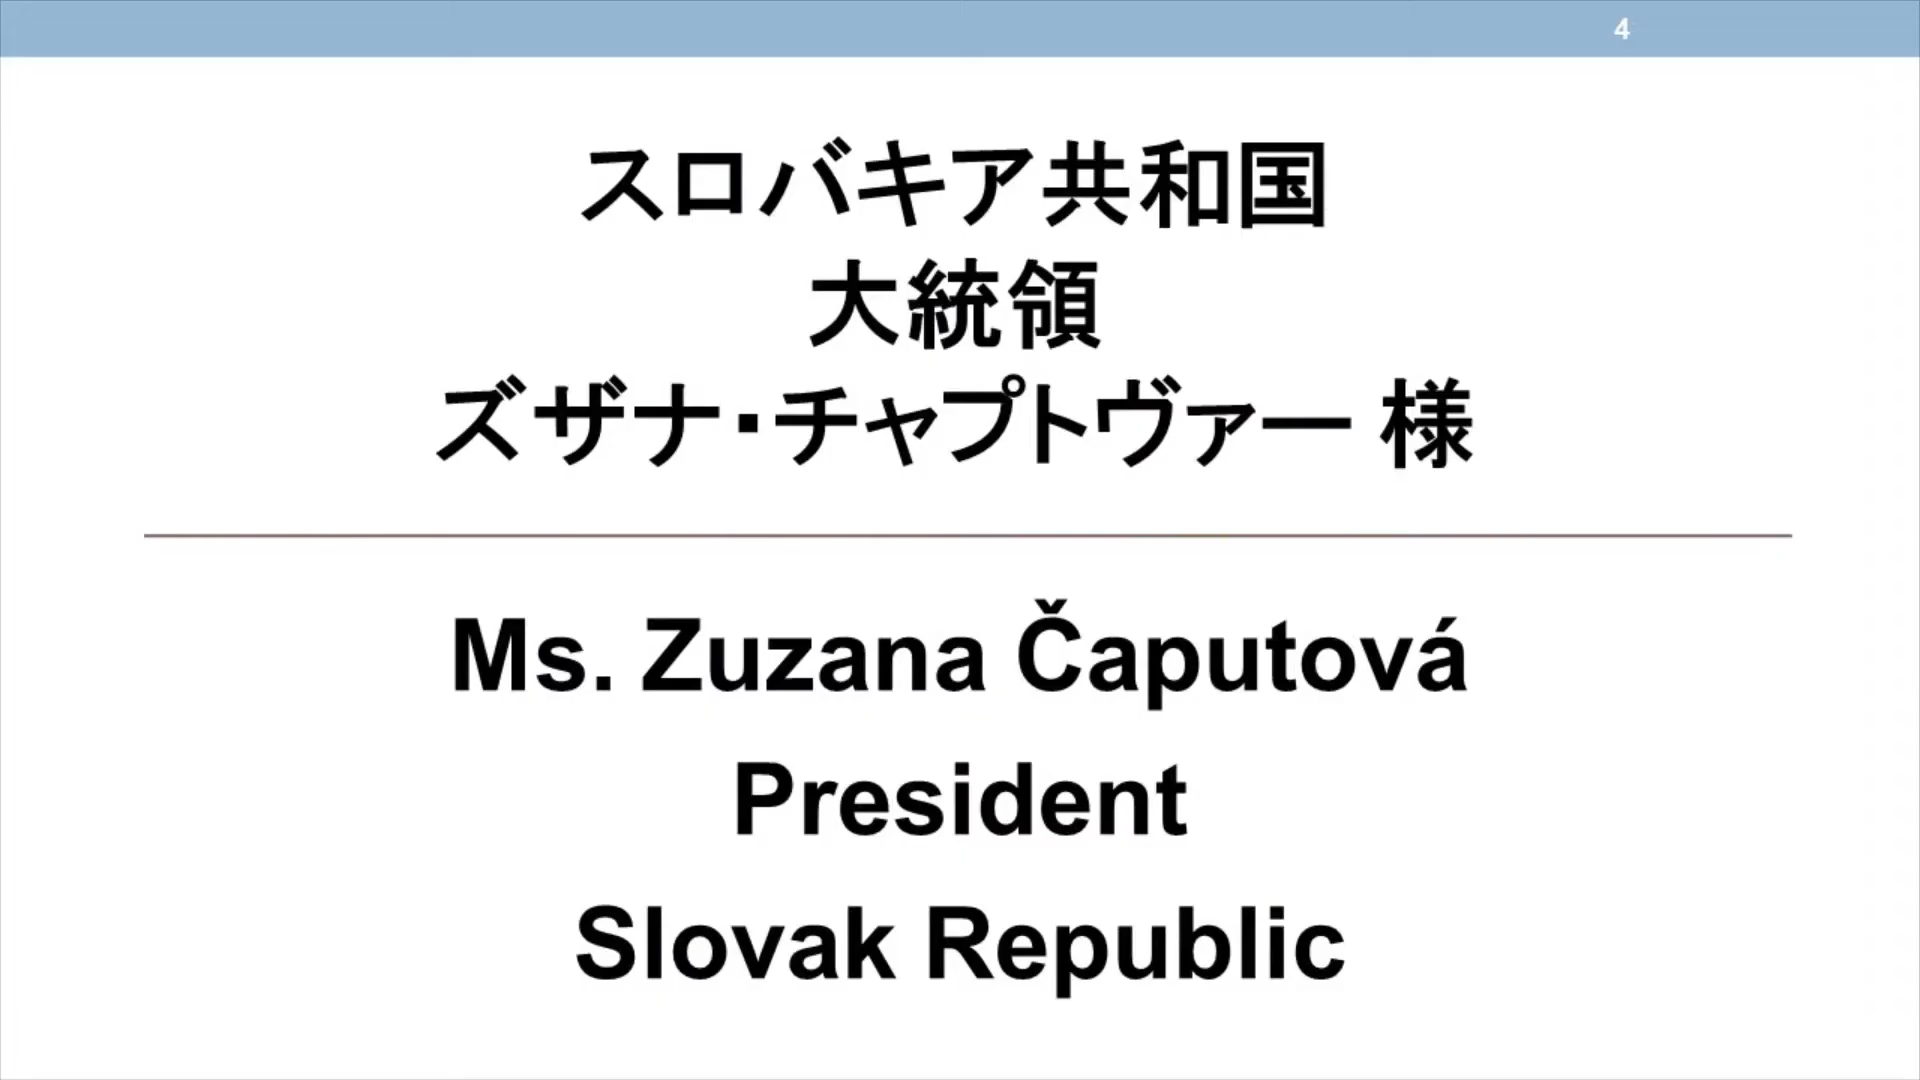 4
スロバキア共和国
大統領
ズザナ・チャプトヴァー 様
Ms. Zuzana Čaputová
President
Slovak Republic